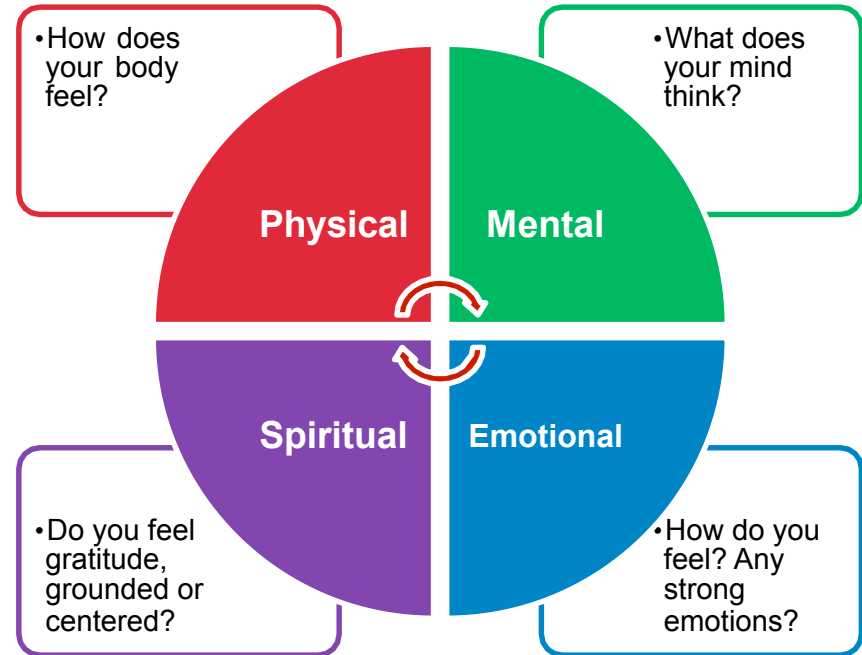 •How does
your body
feel?
•What does
your mind
think?
Physical
Mental
Spiritual
Emotional
•Do you feel
gratitude,
grounded or
centered?
•How do you
feel? Any
strong
emotions?